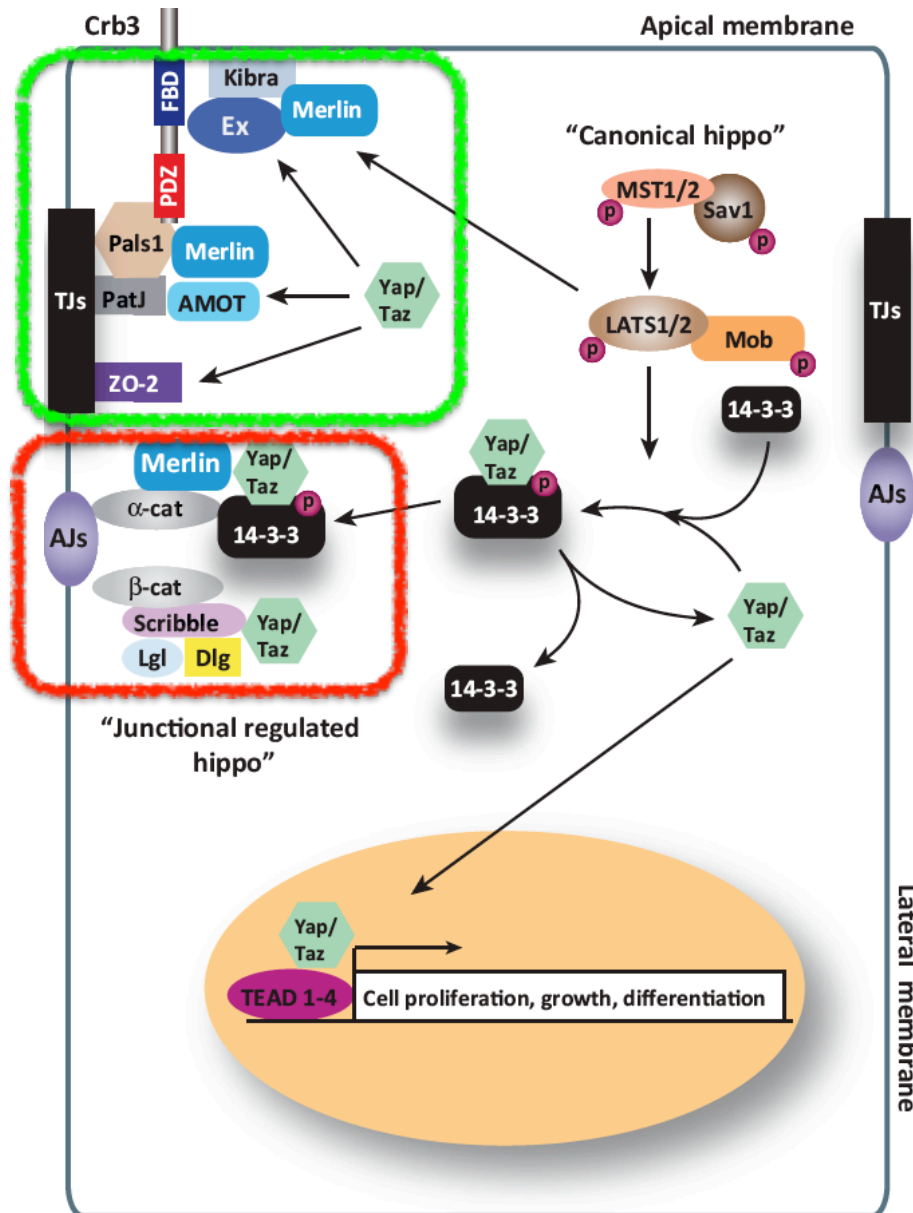 Crb3
Apical membrane
FBD
Kibra
Ex
Merlin
"Canonical hippo"
PDZ
MST1/2
Sav1
p
p
Pals1
Merlin
PatJ
AMOT
Yap/
Taz
TJs
TJs
LATS1/2
Mob
p
p
ZO-2
14-3-3
Merlin
Yap/
Taz
p
α-cat
14-3-3
AJs
Yap/
Taz
p
14-3-3
AJs
β-cat
Scribble
Yap/
Taz
Lgl
Dlg
Yap/
Taz
14-3-3
"Junctional regulated
hippo"
Lateral membrane
Yap/
Taz
TEAD 1-4
Cell proliferation, growth, differentiation